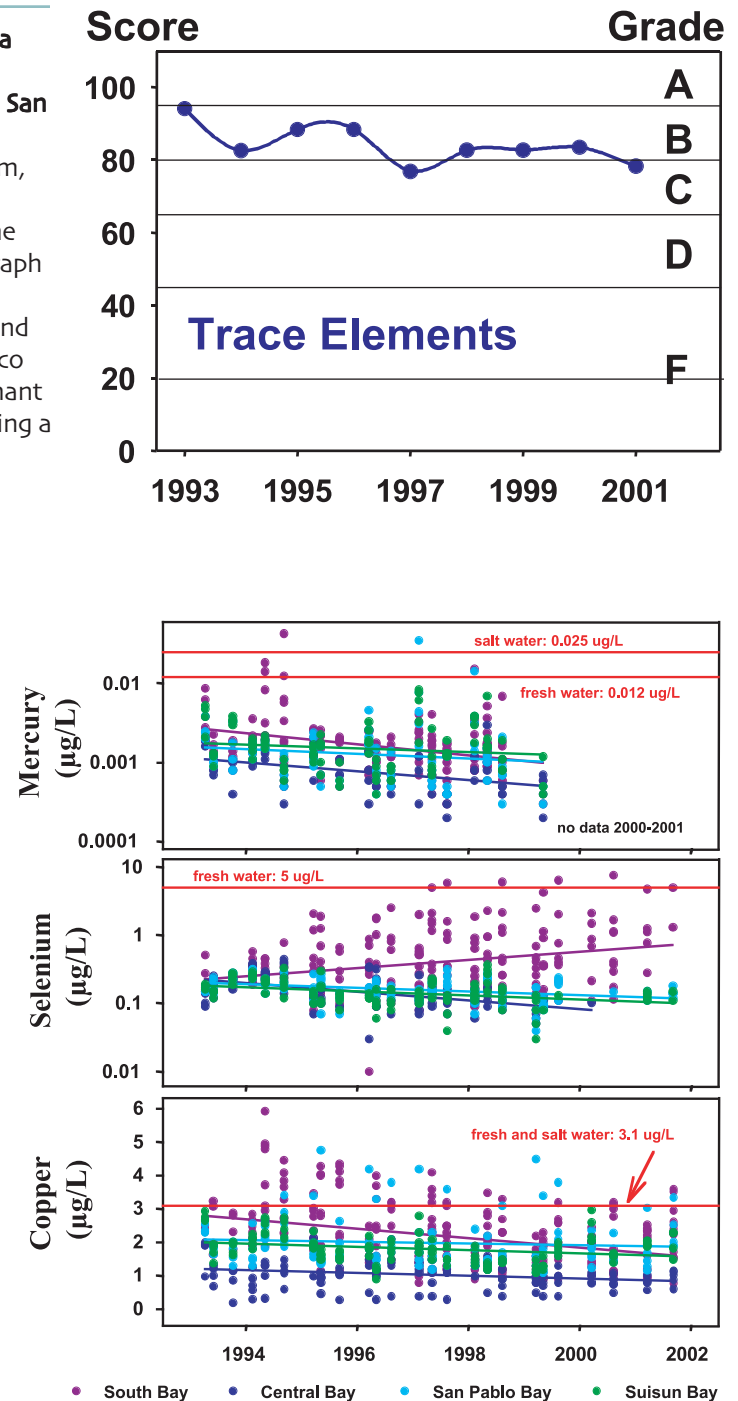 a
San
m,
ne
aph
nd
co
nant
ing a
Score Grade
100
80
60
40
20
0
A
B
C
D
F
Trace Elements
1993 1995 1997 1999 2001
Mercury
(µg/L)
0.01
0.001
0.0001
salt water: 0.025 ug/L
fresh water: 0.012 ug/L
no data 2000-2001
Selenium
(µg/L)
10
1
0.1
0.01
fresh water: 5 ug/L
Copper
(µg/L)
6
5
4
3
2
1
0
fresh and salt water: 3.1 ug/L
1994 1996 1998 2000 2002
South Bay Central Bay San Pablo Bay Suisun Bay